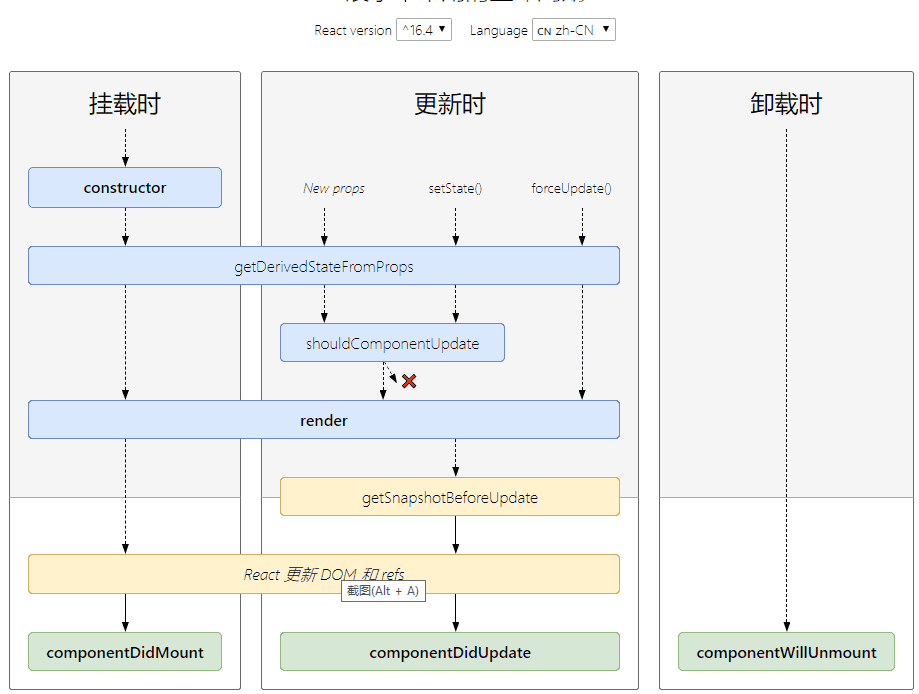 React version ^16.4 Language CN zh-CN
挂载时
更新时
卸载时
constructor
New props
setState()
forceUpdate()
getDerivedStateFromProps
shouldComponentUpdate
render
getSnapshotBeforeUpdate
React 更新 DOM 和 refs
截图(Alt + A)
componentDidMount
componentDidUpdate
componentWillUnmount